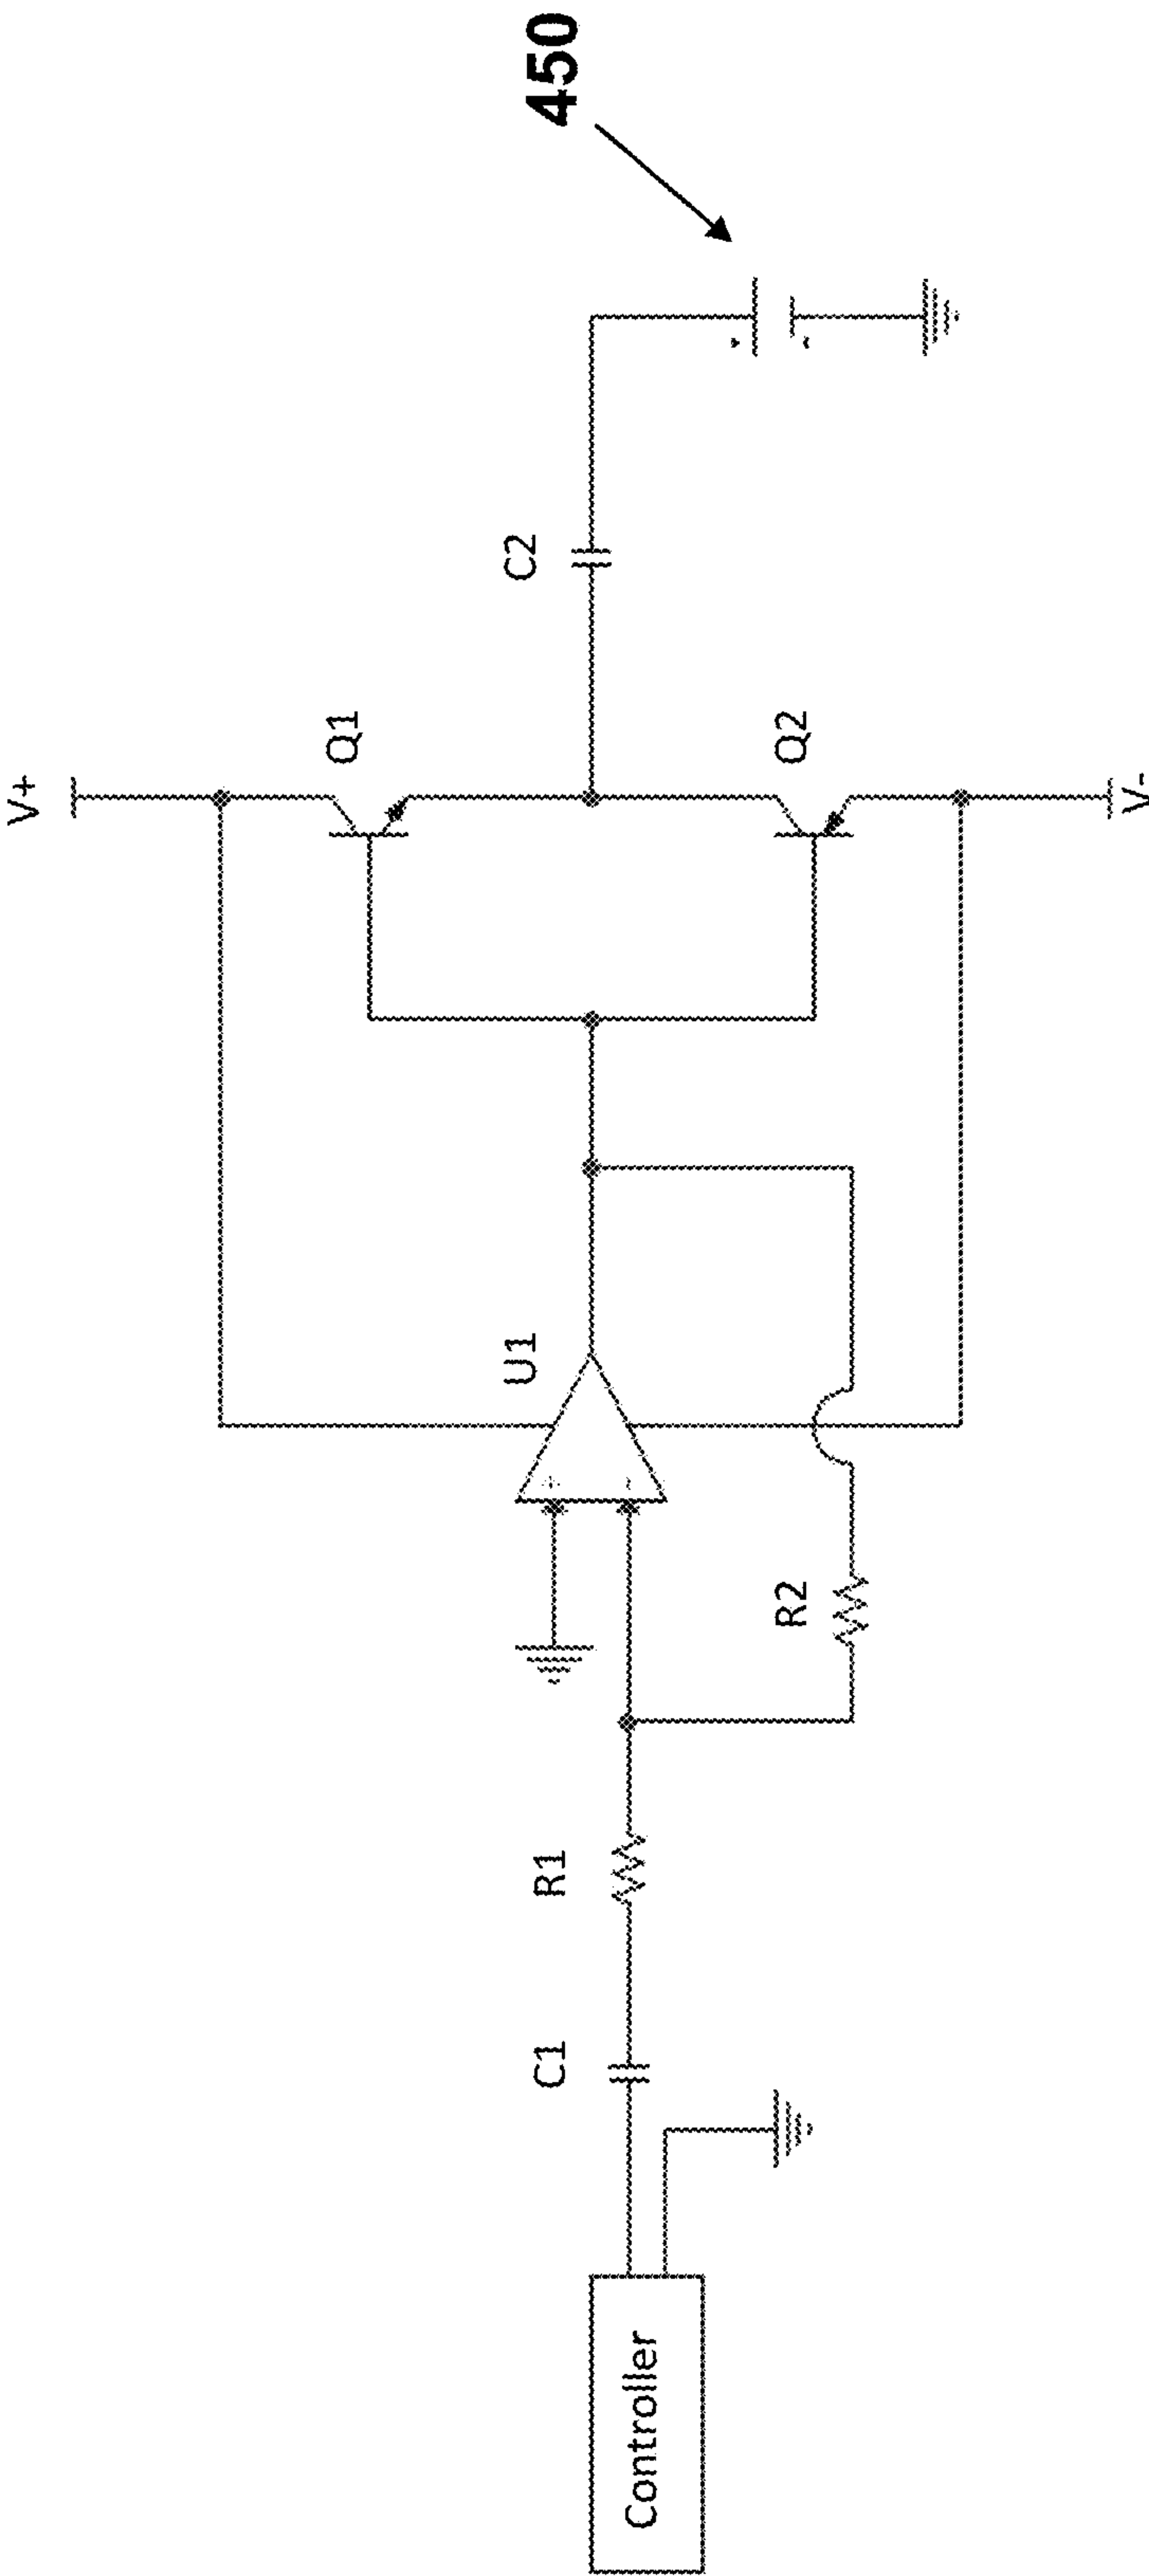 450
V+
Q1
C2
U1
+
-
Q2
R1
R2
C1
V-
Controller